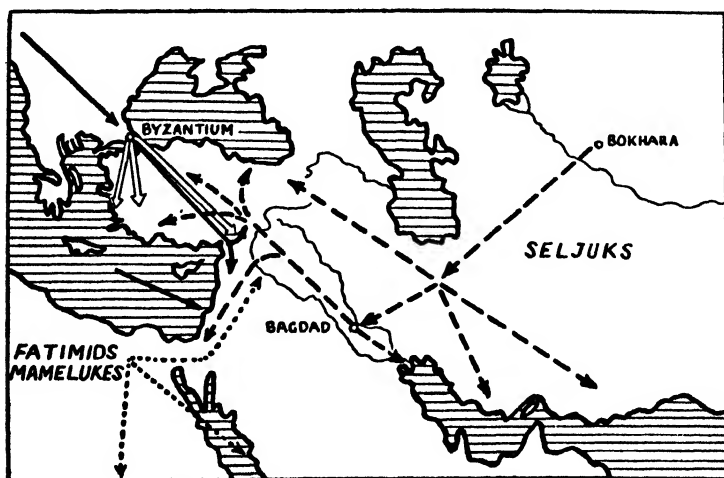 BYZANTIUM
BOKHARA
SELJUKS
BAGDAD
FATIMIDS
MAMELUKES